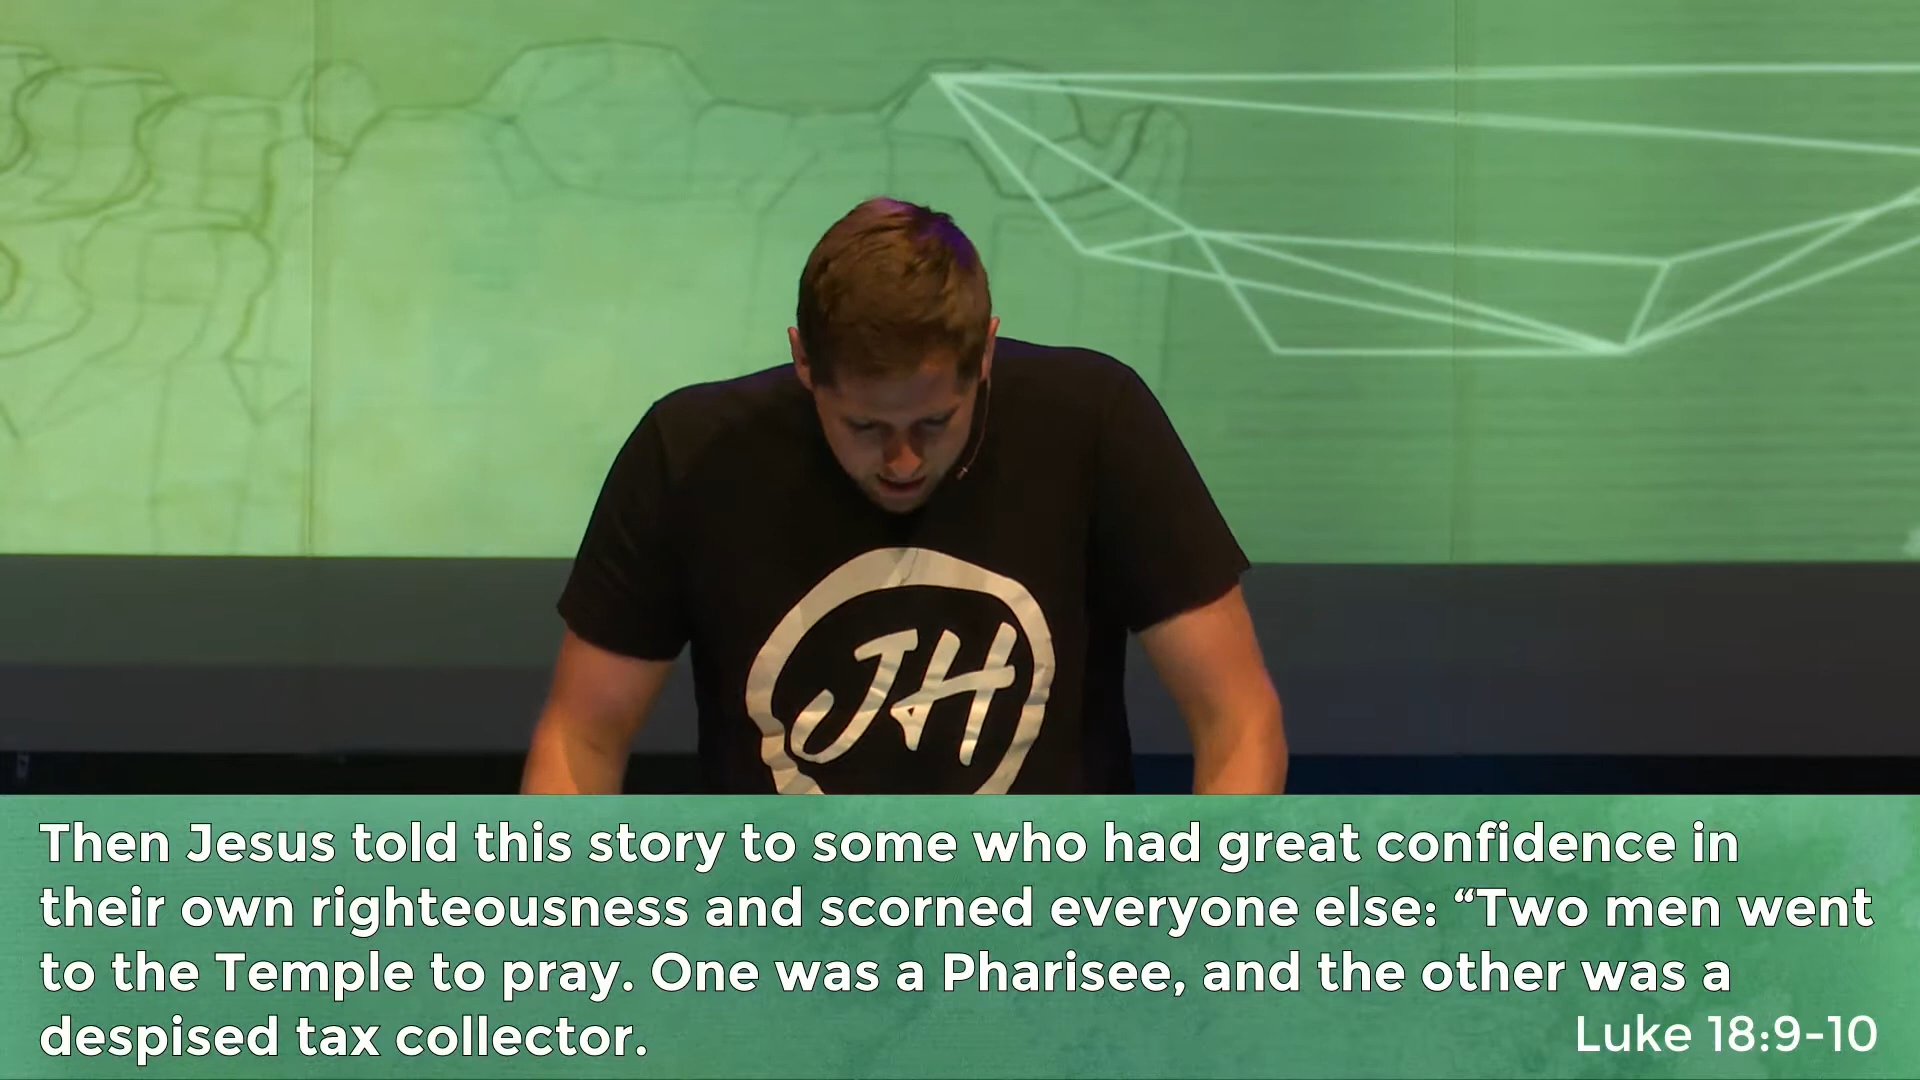 JH
Then Jesus told this story to some who had great confidence in
their own righteousness and scorned everyone else: “Two men went
to the Temple to pray. One was a Pharisee, and the other was a
despised tax collector.
Luke 18:9-10